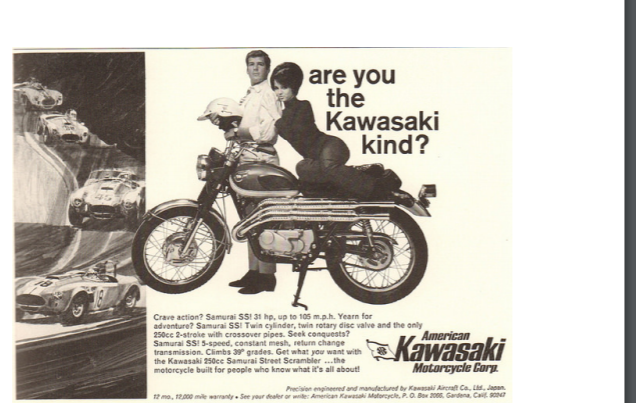 are you
the
Kawasaki
kind?
Crave action? Samurai SS! 31 hp, up to 105 m.p.h. Yearn for
adventure? Samurai SS! Twin cylinder, twin rotary disc valve and the only
250cc 2-stroke with crossover pipes. Seek conquests?
Samurai SS! 5-speed, constant mesh, return change
transmission. Climbs 39° grades. Get what you want with
the Kawasaki 250cc Samurai Street Scrambler ...the
motorcycle built for people who know what it's all about!
American
Kawasaki
Motorcycle Corp.
Precision engineered and manufactured by Kawasaki Aircraft Co., Ltd., Japan.
12 mo., 12,000 mile warranty • See your dealer or write: American Kawasaki Motorcycle, P. O. Box 2005, Gardena, Calif. 90247